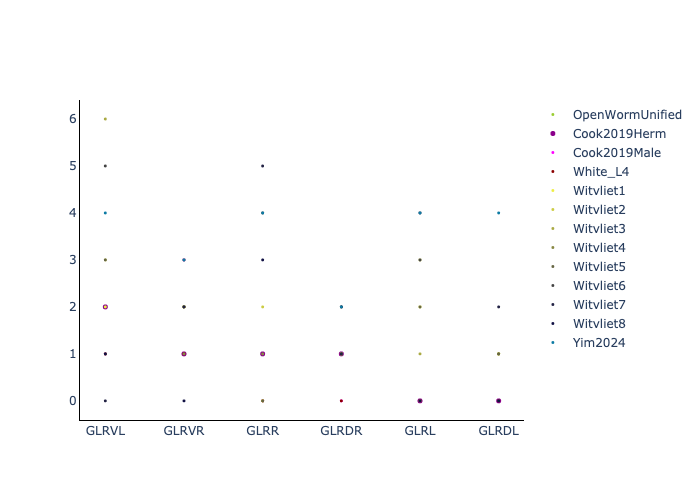 6
5
4
3
2
1
0
GLRVL GLRVR GLRR GLRDR GLRL GLRDL
OpenWormUnified
Cook2019Herm
Cook2019Male
White_L4
Witvliet1
Witvliet2
Witvliet3
Witvliet4
Witvliet5
Witvliet6
Witvliet7
Witvliet8
Yim2024